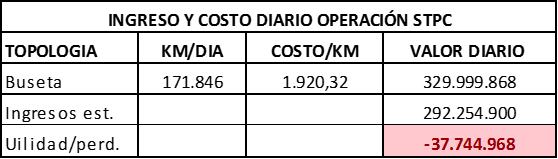 INGRESO Y COSTO DIARIO OPERACIÓN STPC
TOPOLOGIA KM/DIA COSTO/KM VALOR DIARIO
Buseta 171.846 1.920,32 329.999.868
Ingresos est. 292.254.900
Uilidad/perd. -37.744.968